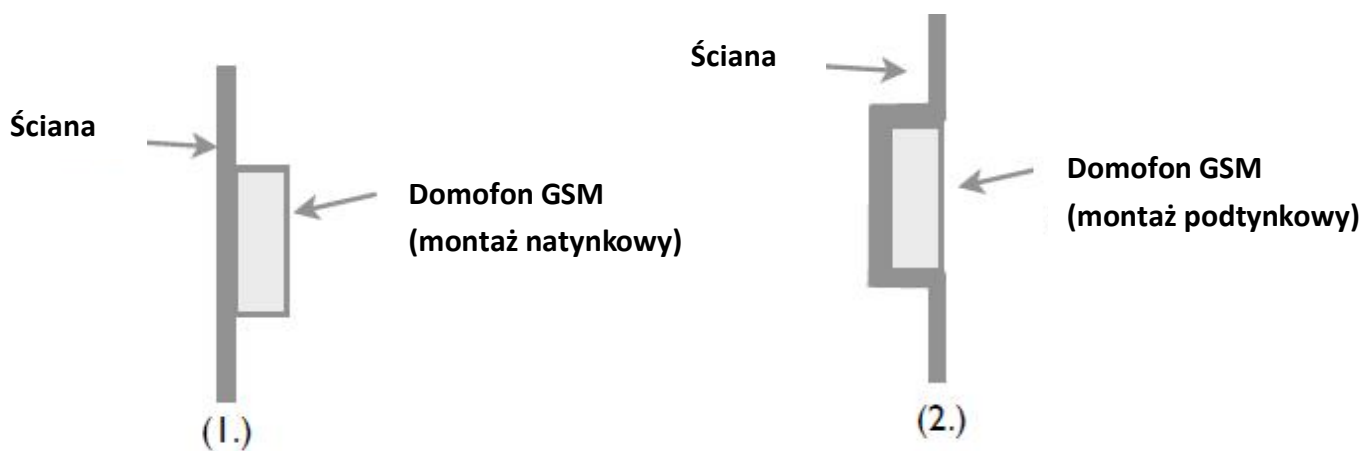 Ściana
Domofon GSM
(montaż natynkowy)
(1.)
Ściana
Domofon GSM
(montaż podtynkowy)
(2.)